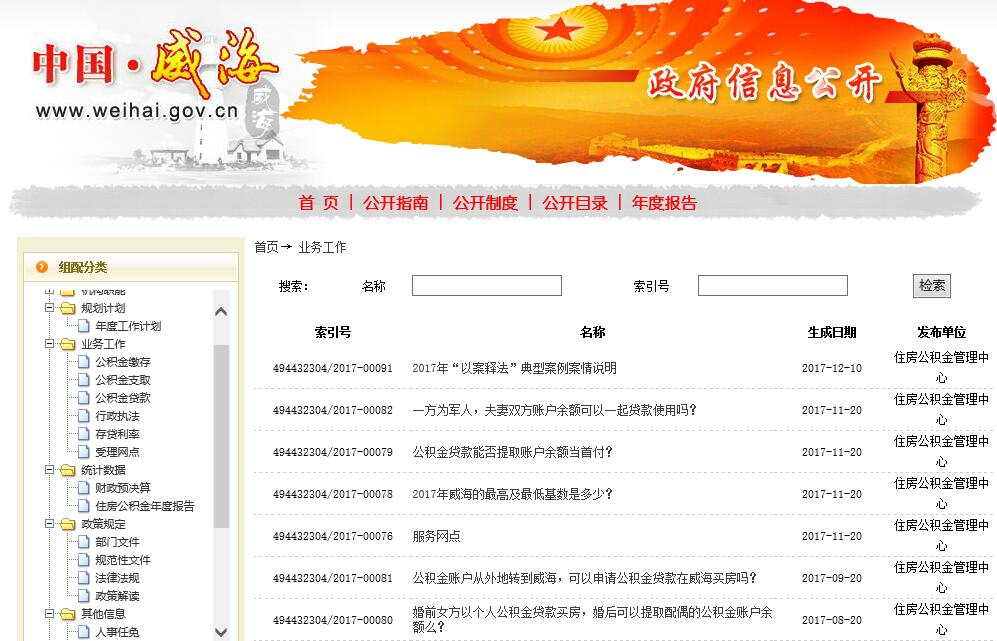 中国·威海
www.weihai.gov.cn
威海
政府信息公开
首 页 | 公开指南 | 公开制度 | 公开目录 | 年度报告
组配分类
机构职能
规划计划
年度工作计划
业务工作
公积金缴存
公积金支取
公积金贷款
行政执法
存贷利率
受理网点
统计数据
财政预决算
住房公积金年度报告
政策规定
部门文件
规范性文件
法律法规
政策解读
其他信息
人事任免
首页→ 业务工作
搜索： 名称 索引号 检索
索引号 名称 生成日期 发布单位
494432304/2017-00091 2017年“以案释法”典型案例案情说明 2017-12-10 住房公积金管理中
心
494432304/2017-00082 一方为军人，夫妻双方账户余额可以一起贷款使用吗？ 2017-11-20 住房公积金管理中
心
494432304/2017-00079 公积金贷款能否提取账户余额当首付？ 2017-11-20 住房公积金管理中
心
494432304/2017-00078 2017年威海的最高及最低基数是多少？ 2017-11-20 住房公积金管理中
心
494432304/2017-00076 服务网点 2017-11-20 住房公积金管理中
心
494432304/2017-00081 公积金账户从外地转到威海，可以申请公积金贷款在威海买房吗？ 2017-09-20 住房公积金管理中
心
494432304/2017-00080 婚前女方以个人公积金贷款买房，婚后可以提取配偶的公积金账户余 2017-08-20 住房公积金管理中
额么？ 心